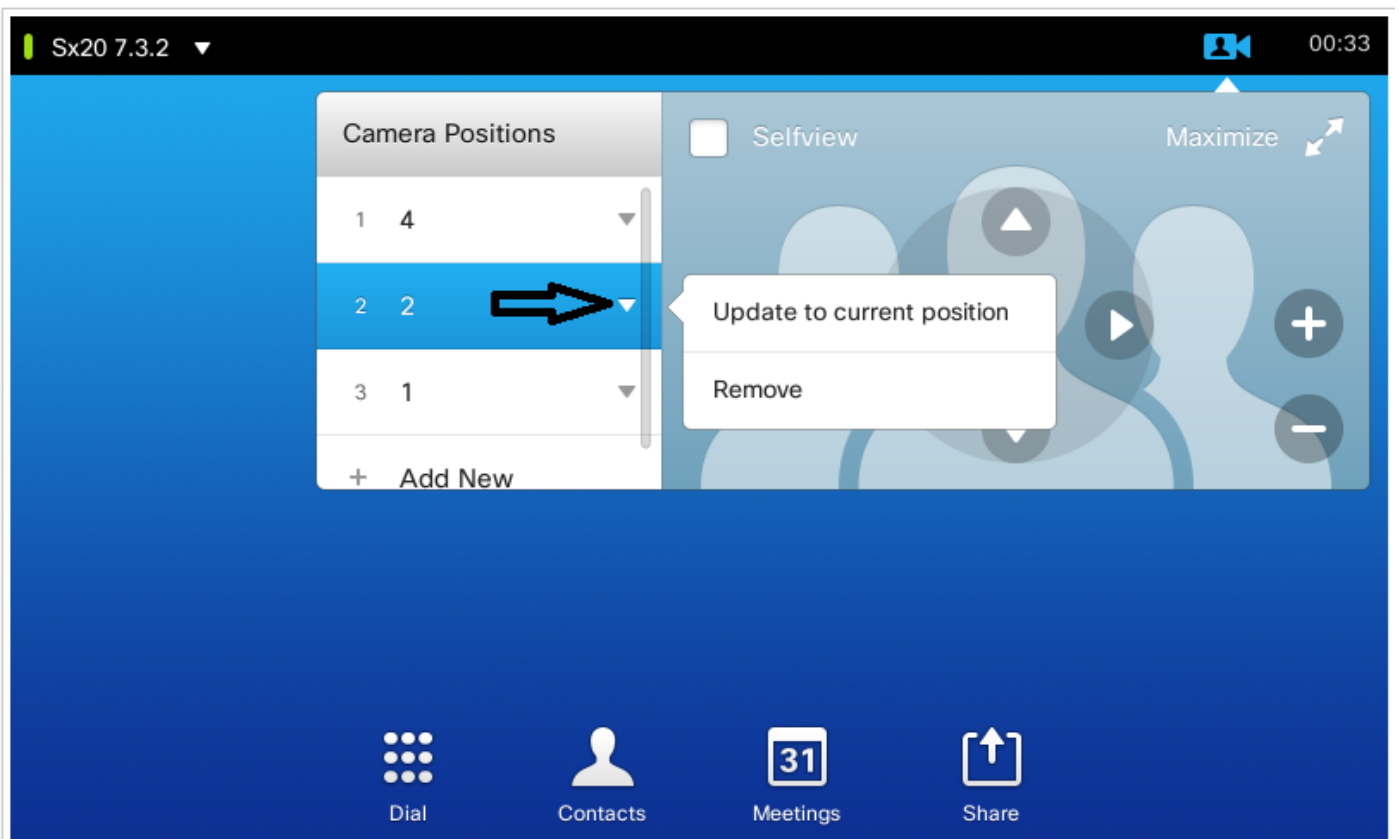 Sx20 7.3.2
00:33
Camera Positions
Selfview
Maximize
1 4
2 2
Update to current position
3 1
Remove
+ Add New
31
Dial
Contacts
Meetings
Share